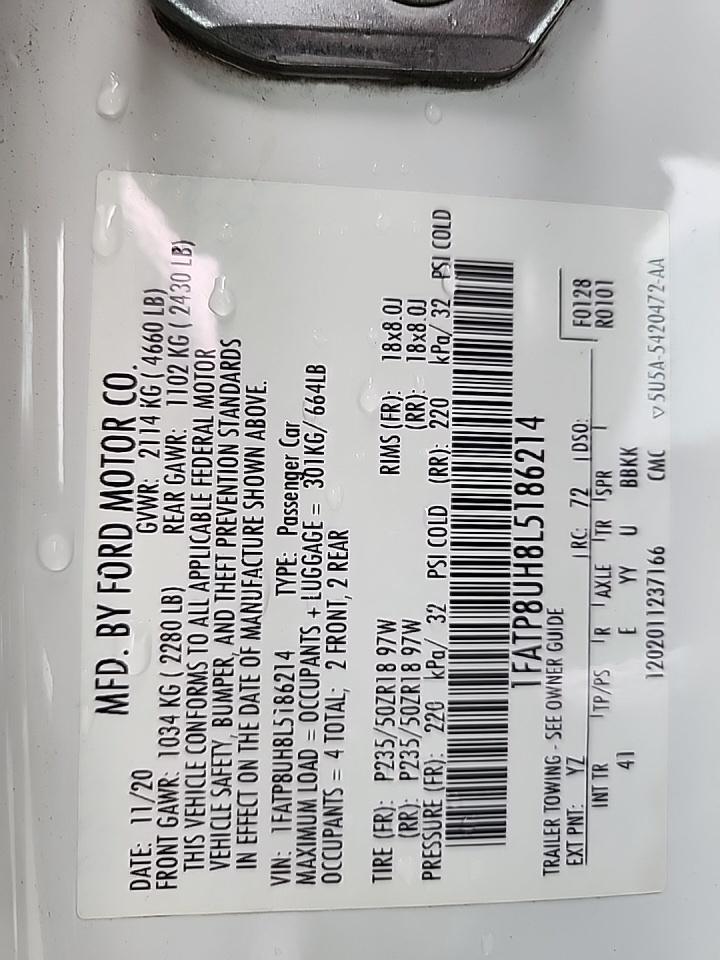 MFD. BY FORD MOTOR CO.
DATE: 11/20 GVWR: 2114 KG ( 4660 LB)
FRONT GAWR: 1034 KG ( 2280 LB) REAR GAWR: 1102 KG ( 2430 LB)
THIS VEHICLE CONFORMS TO ALL APPLICABLE FEDERAL MOTOR
VEHICLE SAFETY, BUMPER, AND THEFT PREVENTION STANDARDS
IN EFFECT ON THE DATE OF MANUFACTURE SHOWN ABOVE.
VIN: 1FATP8UH8L5186214 TYPE: Passenger Car
MAXIMUM LOAD = OCCUPANTS + LUGGAGE = 301KG/ 664LB
OCCUPANTS = 4 TOTAL; 2 FRONT, 2 REAR
TIRE (FR): P235/50ZR18 97W RIMS (FR): 18x8.0J
(RR): P235/50ZR18 97W (RR): 18x8.0J
PRESSURE (FR): 220 kPa/ 32 PSI COLD (RR): 220 kPa/ 32 PSI COLD
1FATP8UH8L5186214
TRAILER TOWING - SEE OWNER GUIDE
EXT PNT: YZ RC: 72 DSO: F0128
INT TR TP/PS R AXLE TR SPR R0101
41 E YY U BBKK
1202011237166 CMC ▽5U5A-5420472-AA